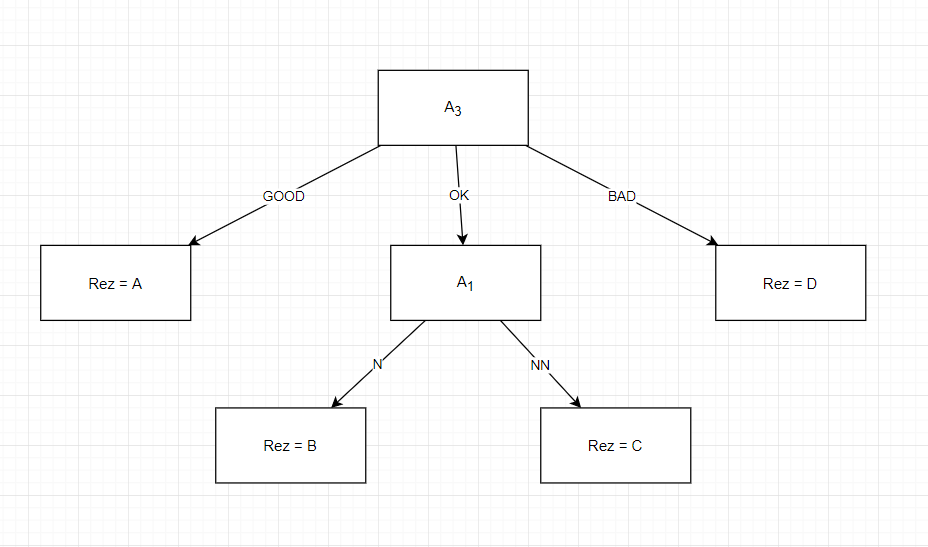 A₃
GOOD
OK
BAD
Rez = A
A₁
Rez = D
N
NN
Rez = B
Rez = C